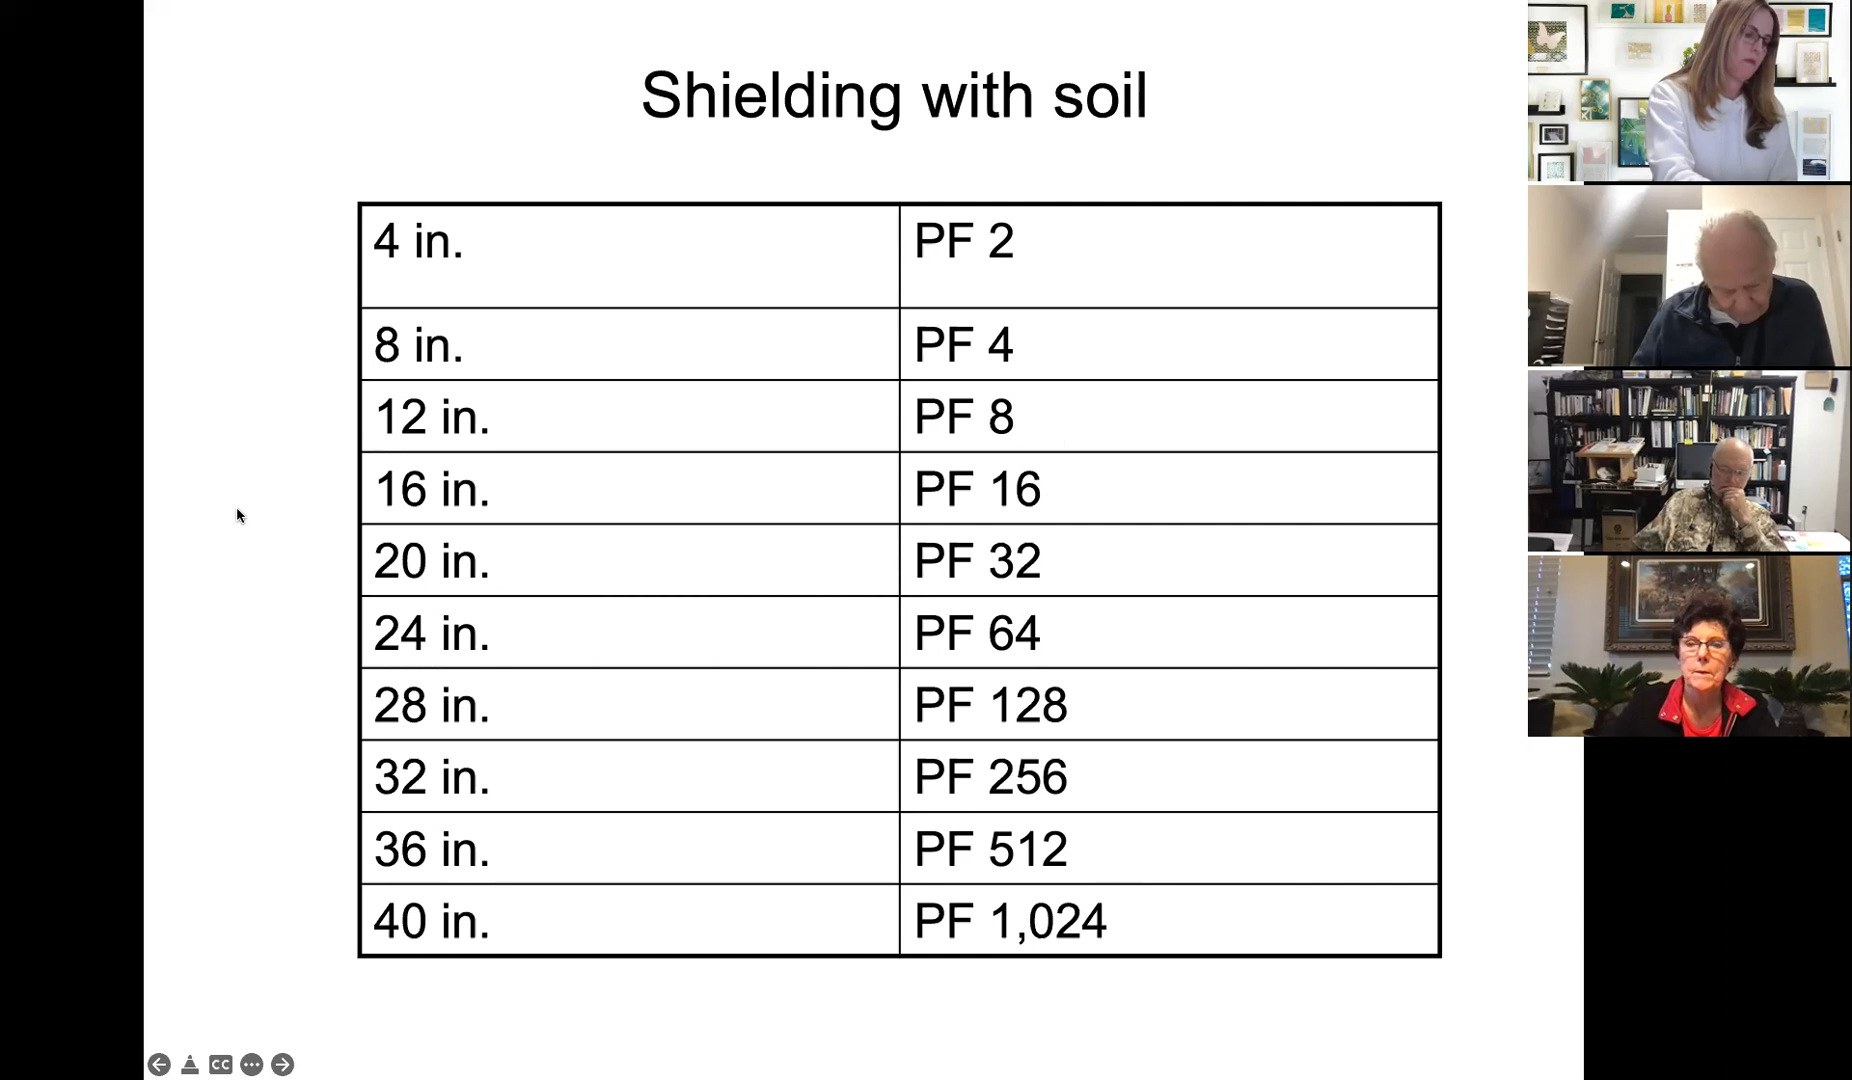 Shielding with soil
4 in. PF 2
8 in. PF 4
12 in. PF 8
16 in. PF 16
20 in. PF 32
24 in. PF 64
28 in. PF 128
32 in. PF 256
36 in. PF 512
40 in. PF 1,024
CC